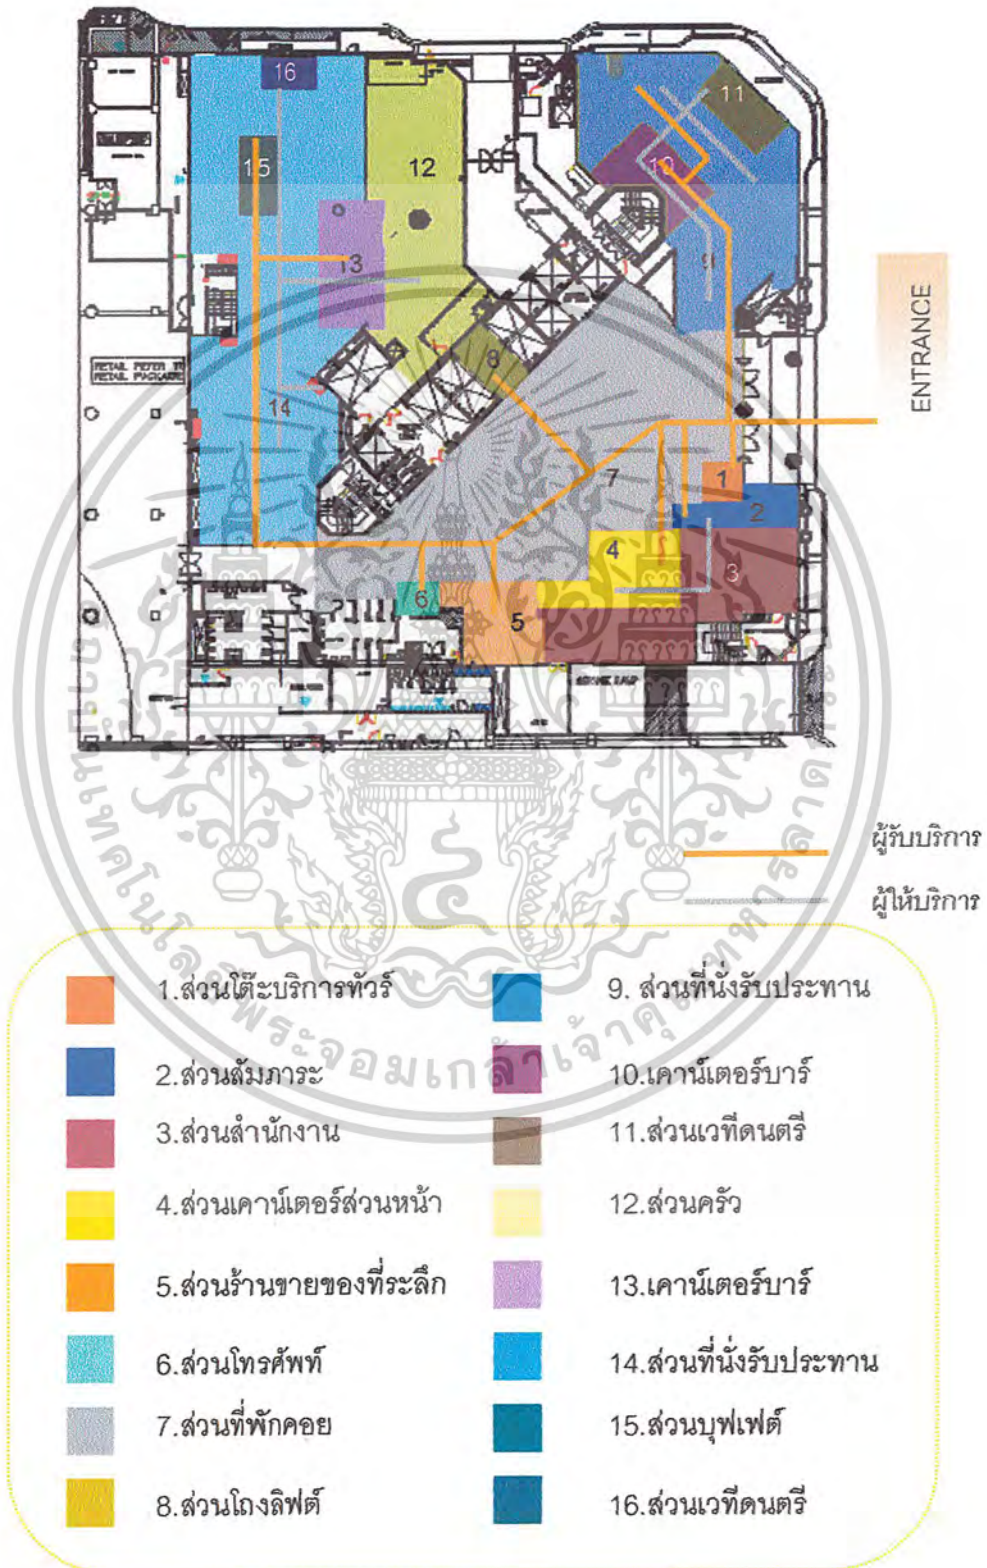 16
11
12
15
10
13
9
ENTRANCE
8
RETAIL REFER TO
RETAIL PACKAGE
14
7
1
2
4
3
6
5
ผู้รับบริการ
ผู้ให้บริการ
1.ส่วนโต๊ะบริการทัวร์
2.ส่วนสัมภาระ
3.ส่วนสำนักงาน
4.ส่วนเคาน์เตอร์ส่วนหน้า
5.ส่วนร้านขายของที่ระลึก
6.ส่วนโทรศัพท์
7.ส่วนที่พักคอย
8.ส่วนโถงลิฟต์
9. ส่วนที่นั่งรับประทาน
10.เคาน์เตอร์บาร์
11.ส่วนเวทีดนตรี
12.ส่วนครัว
13.เคาน์เตอร์บาร์
14.ส่วนที่นั่งรับประทาน
15.ส่วนบุฟเฟต์
16.ส่วนเวทีดนตรี